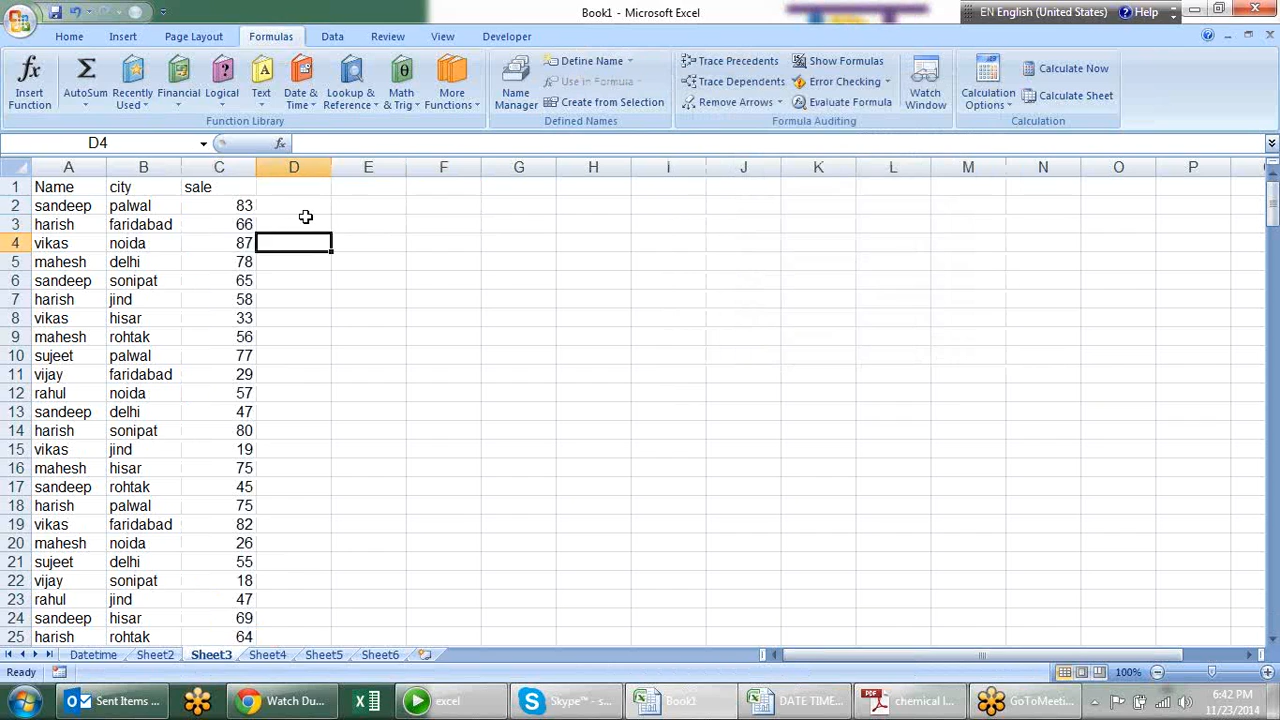 Book1 - Microsoft Excel
EN English (United States) Help
Home Insert Page Layout Formulas Data Review View Developer
Insert Function
AutoSum
Recently Used
Financial
Logical
Text
Date & Time
Lookup & Reference
Math & Trig
More Functions
Function Library
Name Manager
Define Name
Use in Formula
Create from Selection
Defined Names
Trace Precedents
Trace Dependents
Remove Arrows
Show Formulas
Error Checking
Evaluate Formula
Formula Auditing
Watch Window
Calculation Options
Calculate Now
Calculate Sheet
Calculation
D4 fx
A B C D E F G H I J K L M N O P
1 Name city sale
2 sandeep palwal 83
3 harish faridabad 66
4 vikas noida 87
5 mahesh delhi 78
6 sandeep sonipat 65
7 harish jind 58
8 vikas hisar 33
9 mahesh rohtak 56
10 sujeet palwal 77
11 vijay faridabad 29
12 rahul noida 57
13 sandeep delhi 47
14 harish sonipat 80
15 vikas jind 19
16 mahesh hisar 75
17 sandeep rohtak 45
18 harish palwal 75
19 vikas faridabad 82
20 mahesh noida 26
21 sujeet delhi 55
22 vijay sonipat 18
23 rahul jind 47
24 sandeep hisar 69
25 harish rohtak 64
Datetime Sheet2 Sheet3 Sheet4 Sheet5 Sheet6
Ready 100%
Sent Items ... Watch Du... excel Skype™ - s... Book1 DATE TIME... chemical I... GoToMeeti... 6:42 PM
11/23/2014